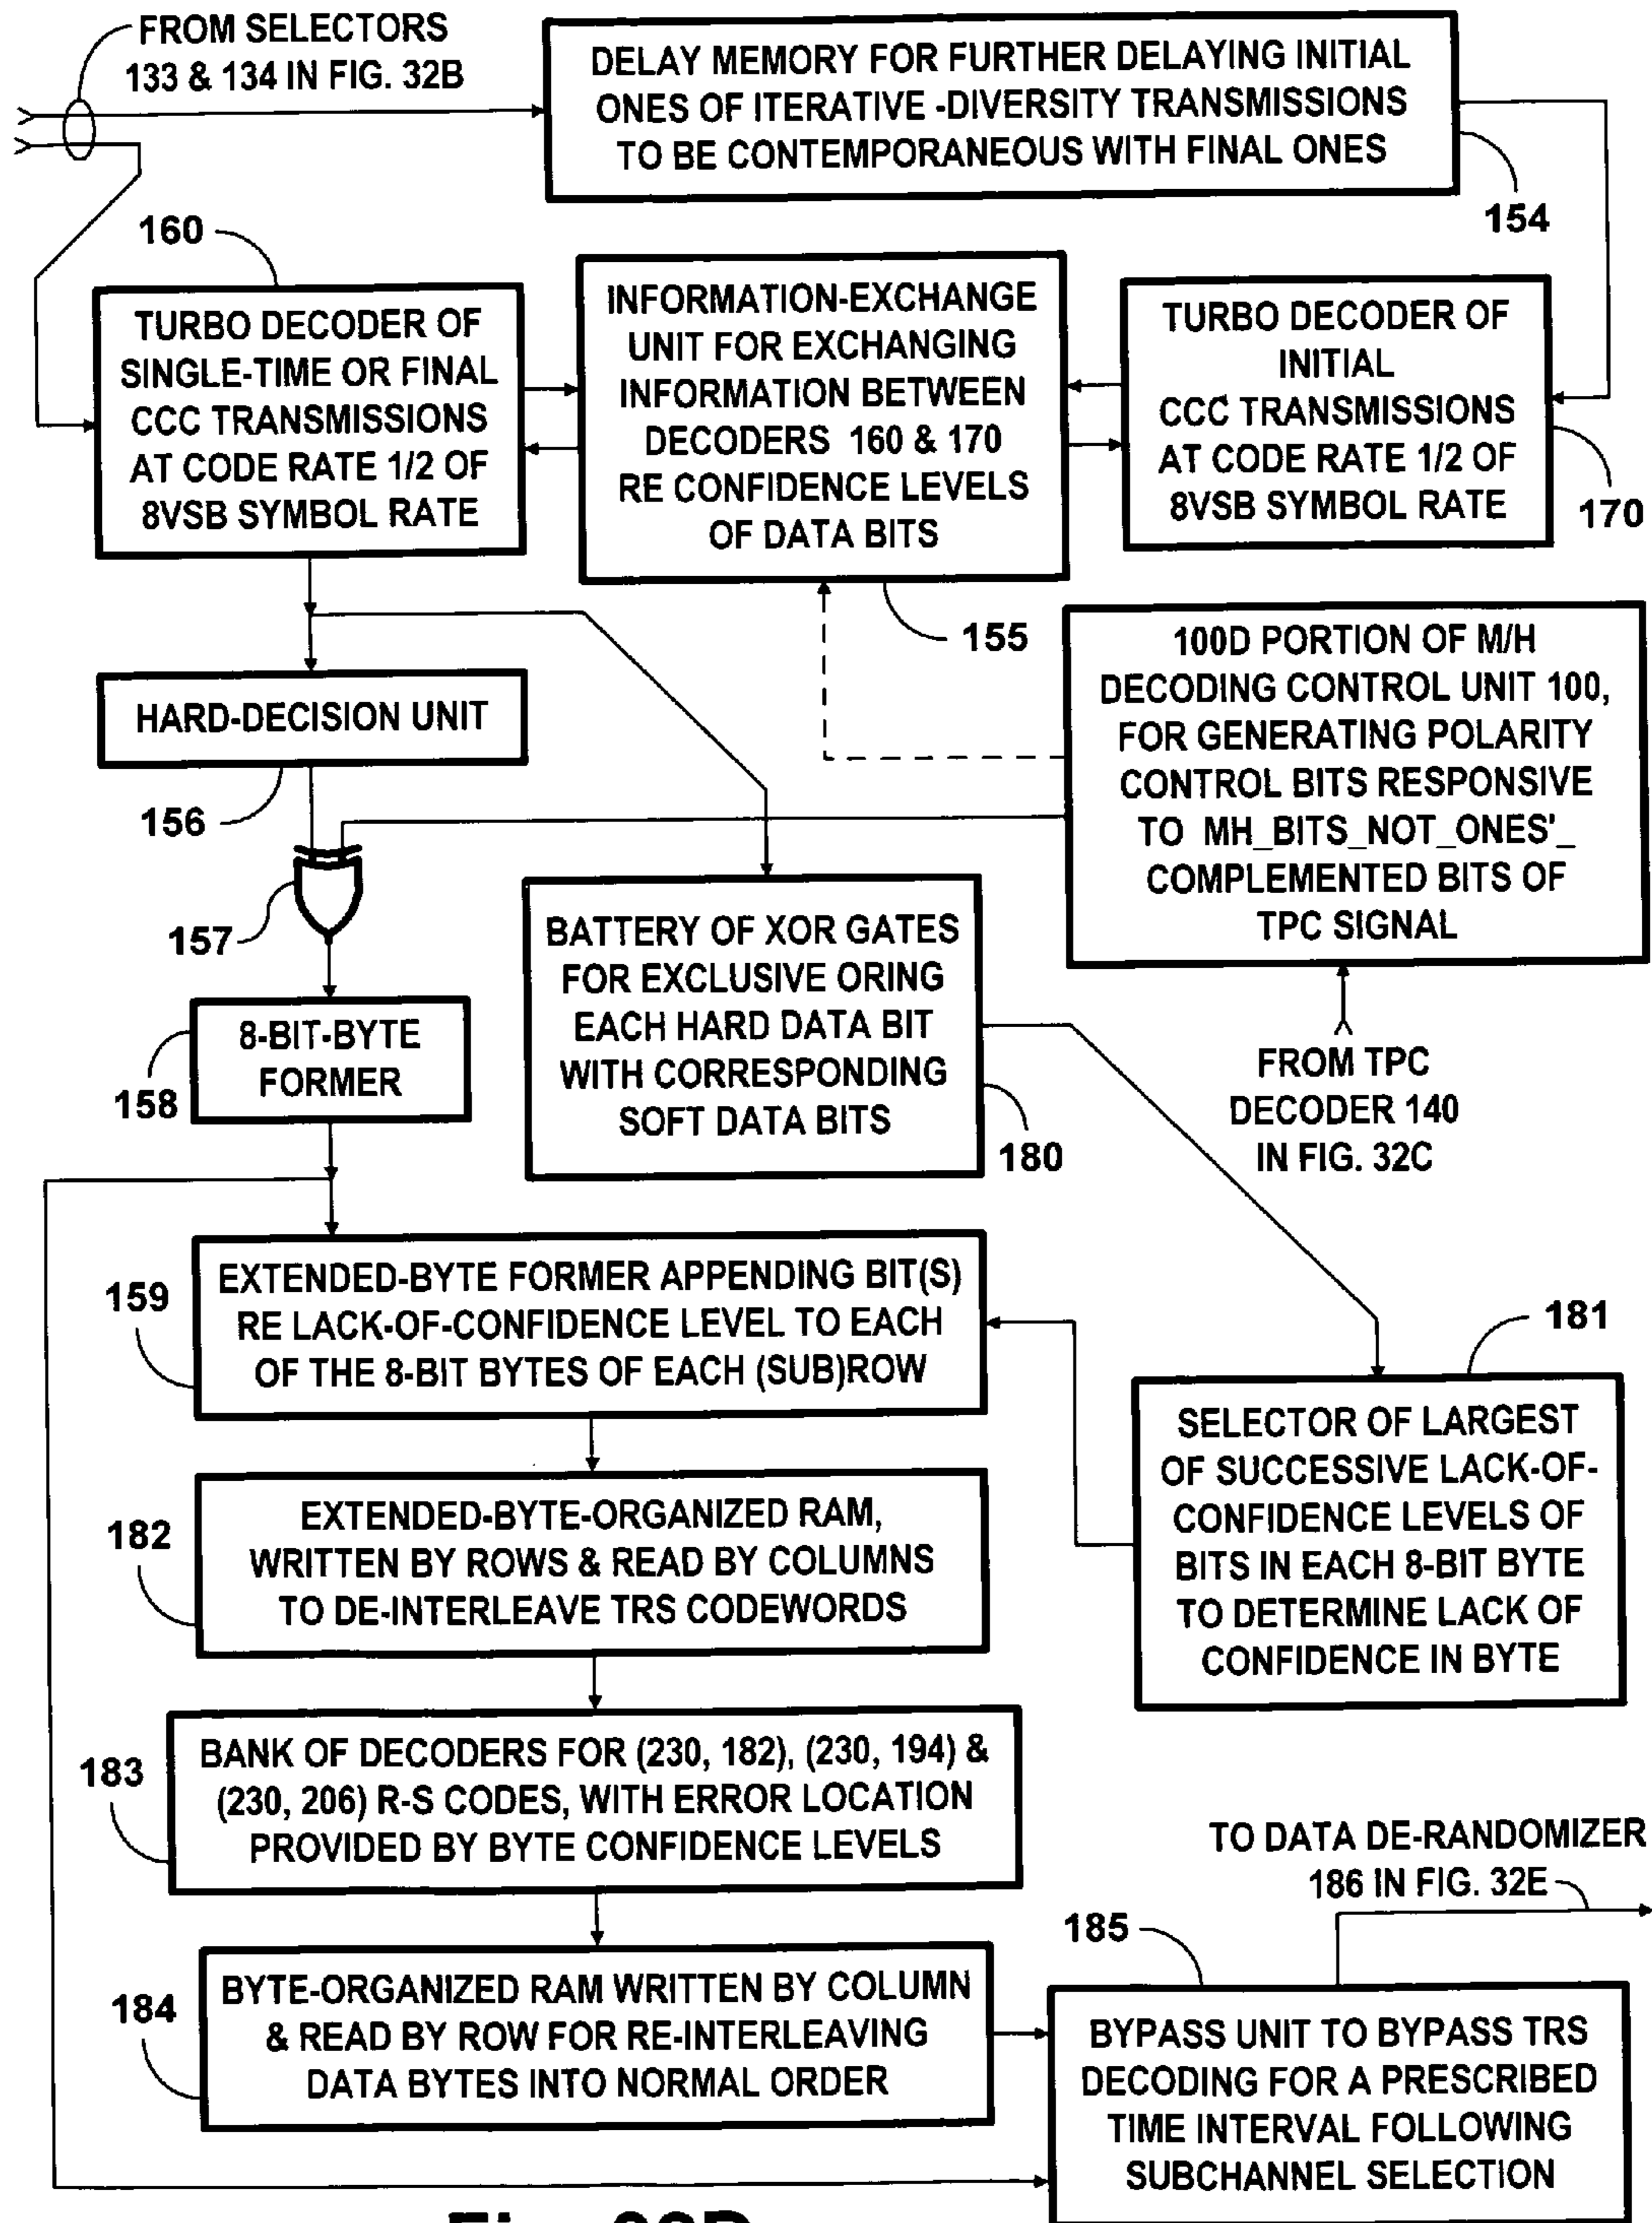 FROM SELECTORS
133 & 134 IN FIG. 32B
DELAY MEMORY FOR FURTHER DELAYING INITIAL
ONES OF ITERATIVE -DIVERSITY TRANSMISSIONS
TO BE CONTEMPORANEOUS WITH FINAL ONES
154
160
TURBO DECODER OF
SINGLE-TIME OR FINAL
CCC TRANSMISSIONS
AT CODE RATE 1/2 OF
8VSB SYMBOL RATE
INFORMATION-EXCHANGE
UNIT FOR EXCHANGING
INFORMATION BETWEEN
DECODERS 160 & 170
RE CONFIDENCE LEVELS
OF DATA BITS
TURBO DECODER OF
INITIAL
CCC TRANSMISSIONS
AT CODE RATE 1/2 OF
8VSB SYMBOL RATE
170
155
HARD-DECISION UNIT
156
100D PORTION OF M/H
DECODING CONTROL UNIT 100,
FOR GENERATING POLARITY
CONTROL BITS RESPONSIVE
TO MH_BITS_NOT_ONES'_
COMPLEMENTED BITS OF
TPC SIGNAL
157
BATTERY OF XOR GATES
FOR EXCLUSIVE ORING
EACH HARD DATA BIT
WITH CORRESPONDING
SOFT DATA BITS
180
8-BIT-BYTE
FORMER
158
FROM TPC
DECODER 140
IN FIG. 32C
159
EXTENDED-BYTE FORMER APPENDING BIT(S)
RE LACK-OF-CONFIDENCE LEVEL TO EACH
OF THE 8-BIT BYTES OF EACH (SUB)ROW
181
SELECTOR OF LARGEST
OF SUCCESSIVE LACK-OF-
CONFIDENCE LEVELS OF
BITS IN EACH 8-BIT BYTE
TO DETERMINE LACK OF
CONFIDENCE IN BYTE
182
EXTENDED-BYTE-ORGANIZED RAM,
WRITTEN BY ROWS & READ BY COLUMNS
TO DE-INTERLEAVE TRS CODEWORDS
183
BANK OF DECODERS FOR (230, 182), (230, 194) &
(230, 206) R-S CODES, WITH ERROR LOCATION
PROVIDED BY BYTE CONFIDENCE LEVELS
TO DATA DE-RANDOMIZER
186 IN FIG. 32E
184
BYTE-ORGANIZED RAM WRITTEN BY COLUMN
& READ BY ROW FOR RE-INTERLEAVING
DATA BYTES INTO NORMAL ORDER
185
BYPASS UNIT TO BYPASS TRS
DECODING FOR A PRESCRIBED
TIME INTERVAL FOLLOWING
SUBCHANNEL SELECTION